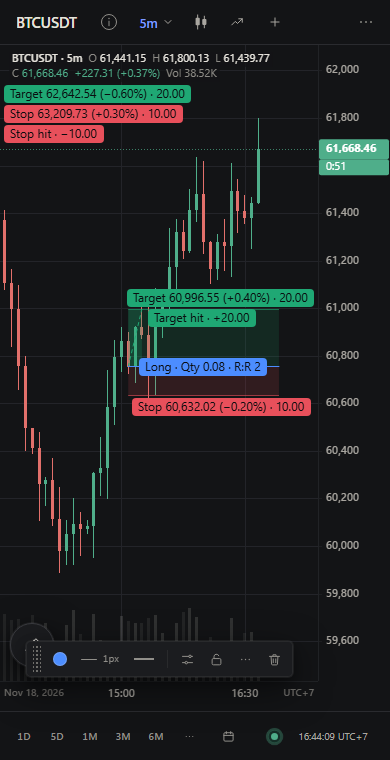 BTCUSDT 5m
BTCUSDT · 5m O 61,441.15 H 61,800.13 L 61,439.77
C 61,668.46 +227.31 (+0.37%) Vol 38.52K
Target 62,642.54 (−0.60%) · 20.00
Stop 63,209.73 (+0.30%) · 10.00
Stop hit · −10.00
62,000
61,800
61,668.46
0:51
61,400
61,200
Target 60,996.55 (+0.40%) · 20.00
61,000
Target hit · +20.00
60,800
Long · Qty 0.08 · R:R 2
Stop 60,632.02 (−0.20%) · 10.00
60,600
60,400
60,200
60,000
59,800
59,600
1px
Nov 18, 2026 15:00 16:30 UTC+7
1D 5D 1M 3M 6M 16:44:09 UTC+7